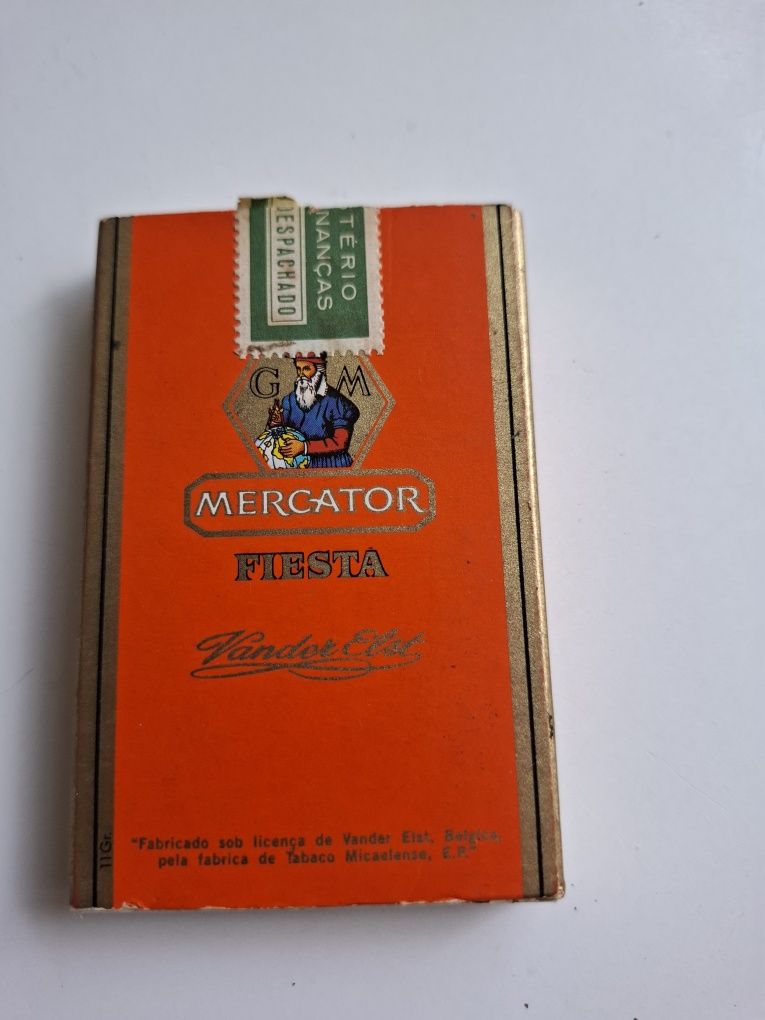 TÉRIO
NANÇAS
DESPACHADO
G M
MERCATOR
FIESTA
Vander Elst
11 Gr.
"Fabricado sob licença de Vander Elst, Belgica,
pela fabrica de Tabaco Micaelense, E.P."